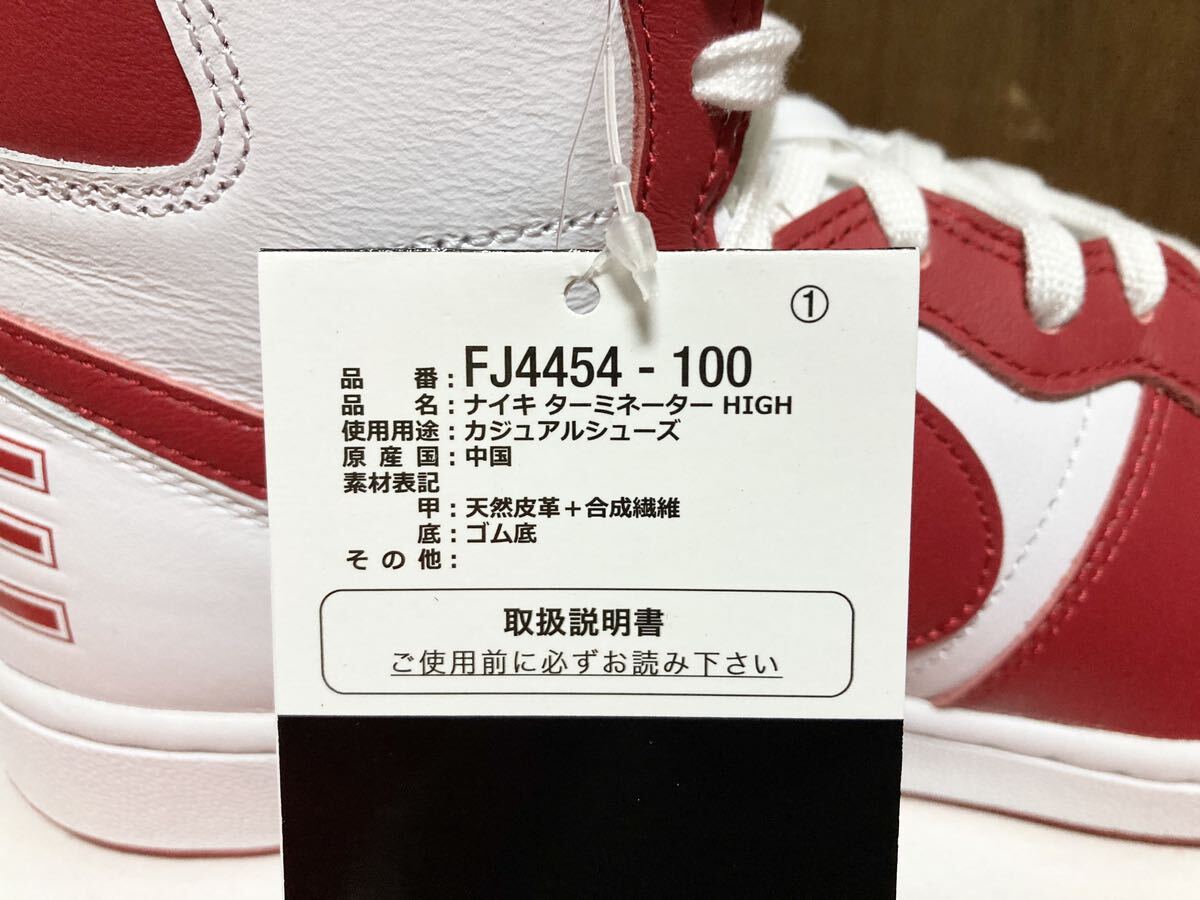 ①
品 番：FJ4454 - 100
品 名：ナイキ ターミネーター HIGH
使用用途：カジュアルシューズ
原 産 国：中国
素材表記
甲：天然皮革＋合成繊維
底：ゴム底
そ の 他：
取扱説明書
ご使用前に必ずお読み下さい